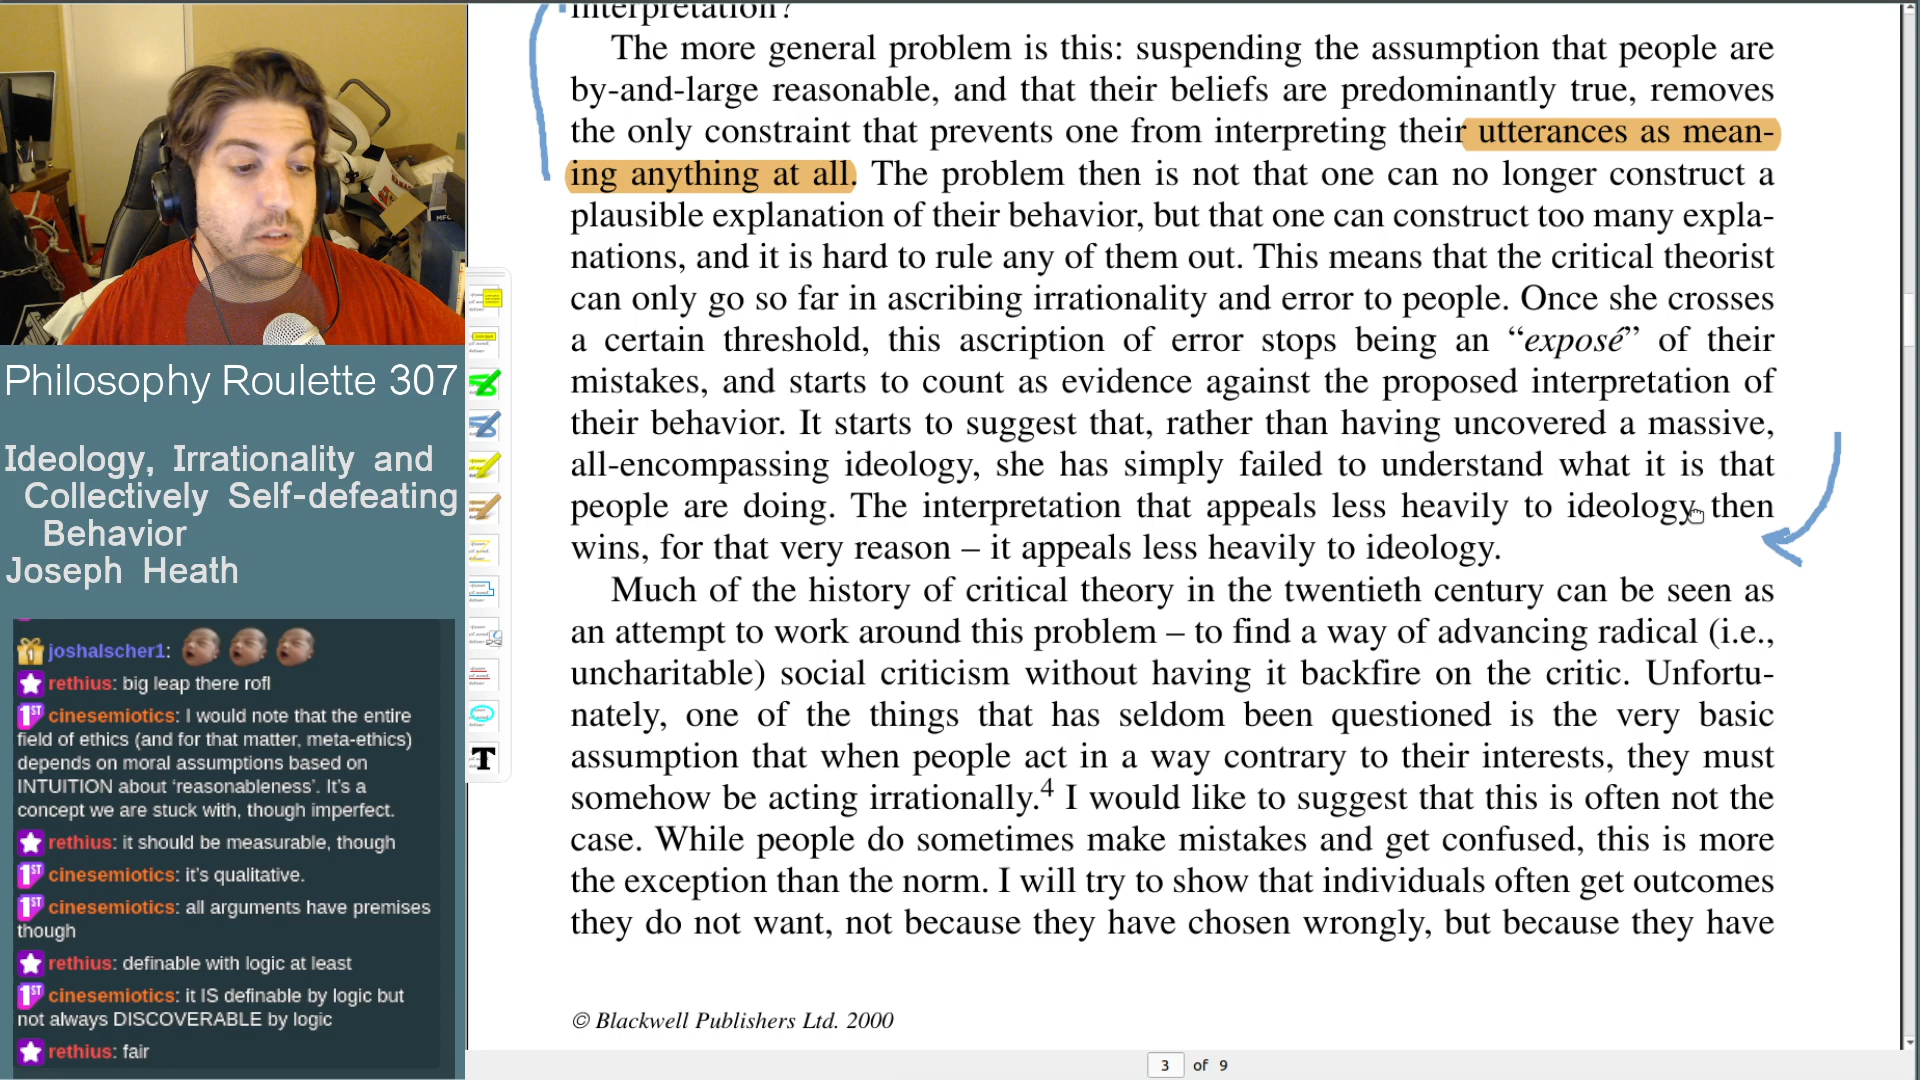 interpretation?
The more general problem is this: suspending the assumption that people are
by-and-large reasonable, and that their beliefs are predominantly true, removes
the only constraint that prevents one from interpreting their utterances as mean-
ing anything at all. The problem then is not that one can no longer construct a
plausible explanation of their behavior, but that one can construct too many expla-
nations, and it is hard to rule any of them out. This means that the critical theorist
can only go so far in ascribing irrationality and error to people. Once she crosses
a certain threshold, this ascription of error stops being an “exposé” of their
mistakes, and starts to count as evidence against the proposed interpretation of
their behavior. It starts to suggest that, rather than having uncovered a massive,
all-encompassing ideology, she has simply failed to understand what it is that
people are doing. The interpretation that appeals less heavily to ideology then
wins, for that very reason – it appeals less heavily to ideology.
Much of the history of critical theory in the twentieth century can be seen as
an attempt to work around this problem – to find a way of advancing radical (i.e.,
uncharitable) social criticism without having it backfire on the critic. Unfortu-
nately, one of the things that has seldom been questioned is the very basic
assumption that when people act in a way contrary to their interests, they must
somehow be acting irrationally.4 I would like to suggest that this is often not the
case. While people do sometimes make mistakes and get confused, this is more
the exception than the norm. I will try to show that individuals often get outcomes
they do not want, not because they have chosen wrongly, but because they have
© Blackwell Publishers Ltd. 2000
3 of 9
Philosophy Roulette 307
Ideology, Irrationality and
Collectively Self-defeating
Behavior
Joseph Heath
joshalscher1:
rethius: big leap there rofl
1ST cinesemiotics: I would note that the entire
field of ethics (and for that matter, meta-ethics)
depends on moral assumptions based on
INTUITION about ‘reasonableness’. It’s a
concept we are stuck with, though imperfect.
rethius: it should be measurable, though
1ST cinesemiotics: it’s qualitative.
1ST cinesemiotics: all arguments have premises
though
rethius: definable with logic at least
1ST cinesemiotics: it IS definable by logic but
not always DISCOVERABLE by logic
rethius: fair
T